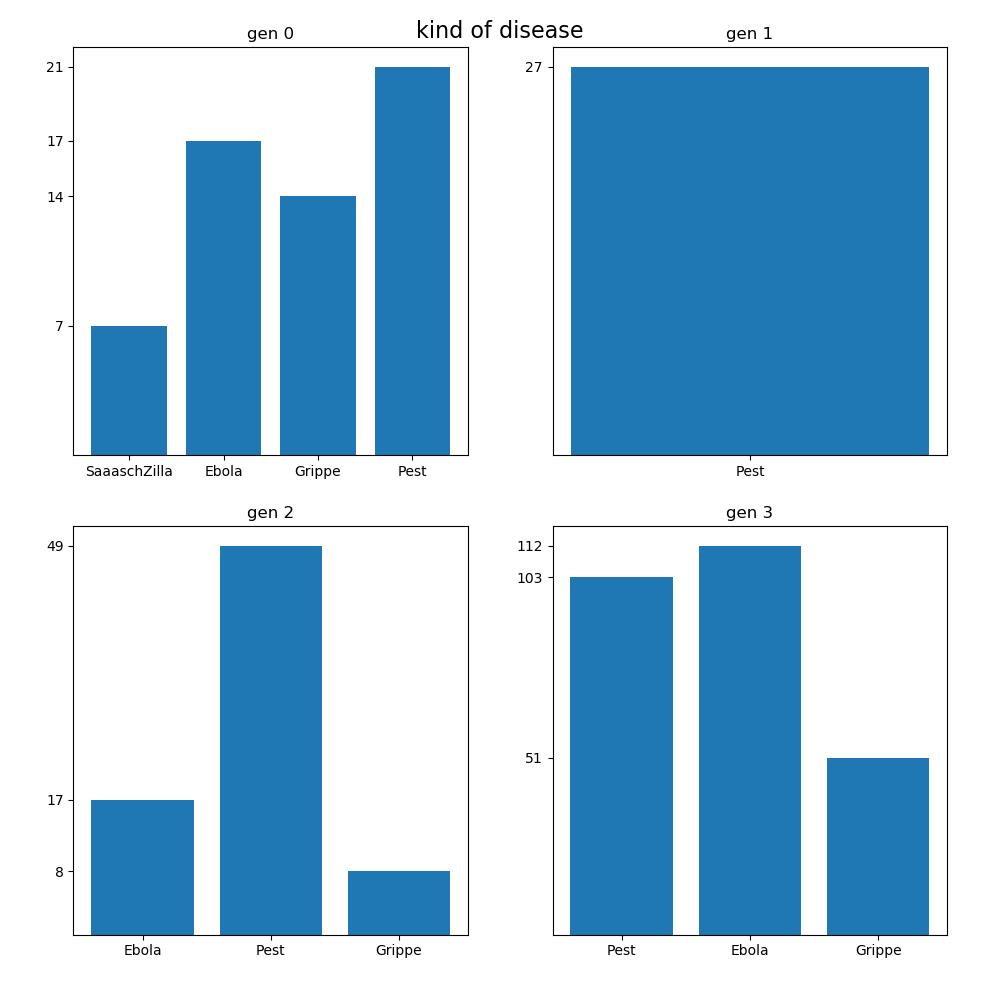 kind of disease
gen 0
21
17
14
7
SaaaschZilla Ebola Grippe Pest
gen 1
27
Pest
gen 2
49
17
8
Ebola Pest Grippe
gen 3
112
103
51
Pest Ebola Grippe